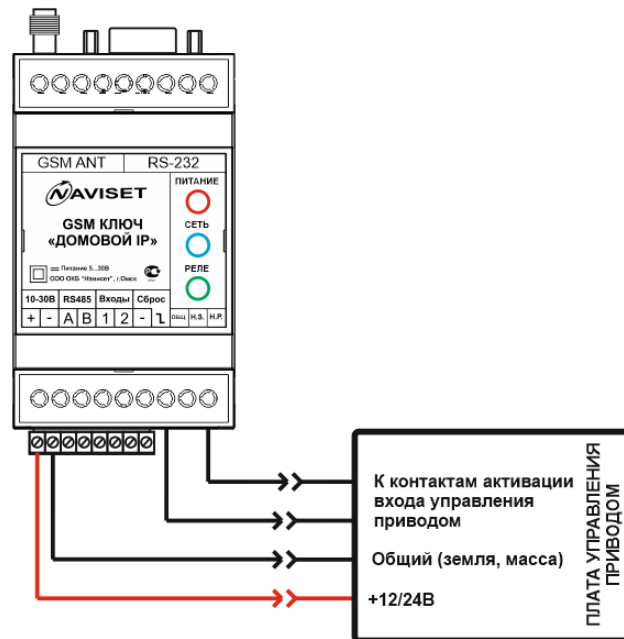 GSM ANT RS-232
NAVISET
ПИТАНИЕ
GSM КЛЮЧ
«ДОМОВОЙ IP»
СЕТЬ
РЕЛЕ
Питание 5...30В
ООО ОКБ "Нависет", г.Омск
10-30В RS485 Входы Сброс
+ - A B 1 2 - ОБЩ Н.З. Н.Р.
К контактам активации
входа управления
приводом
Общий (земля, масса)
+12/24В
ПЛАТА УПРАВЛЕНИЯ
ПРИВОДОМ